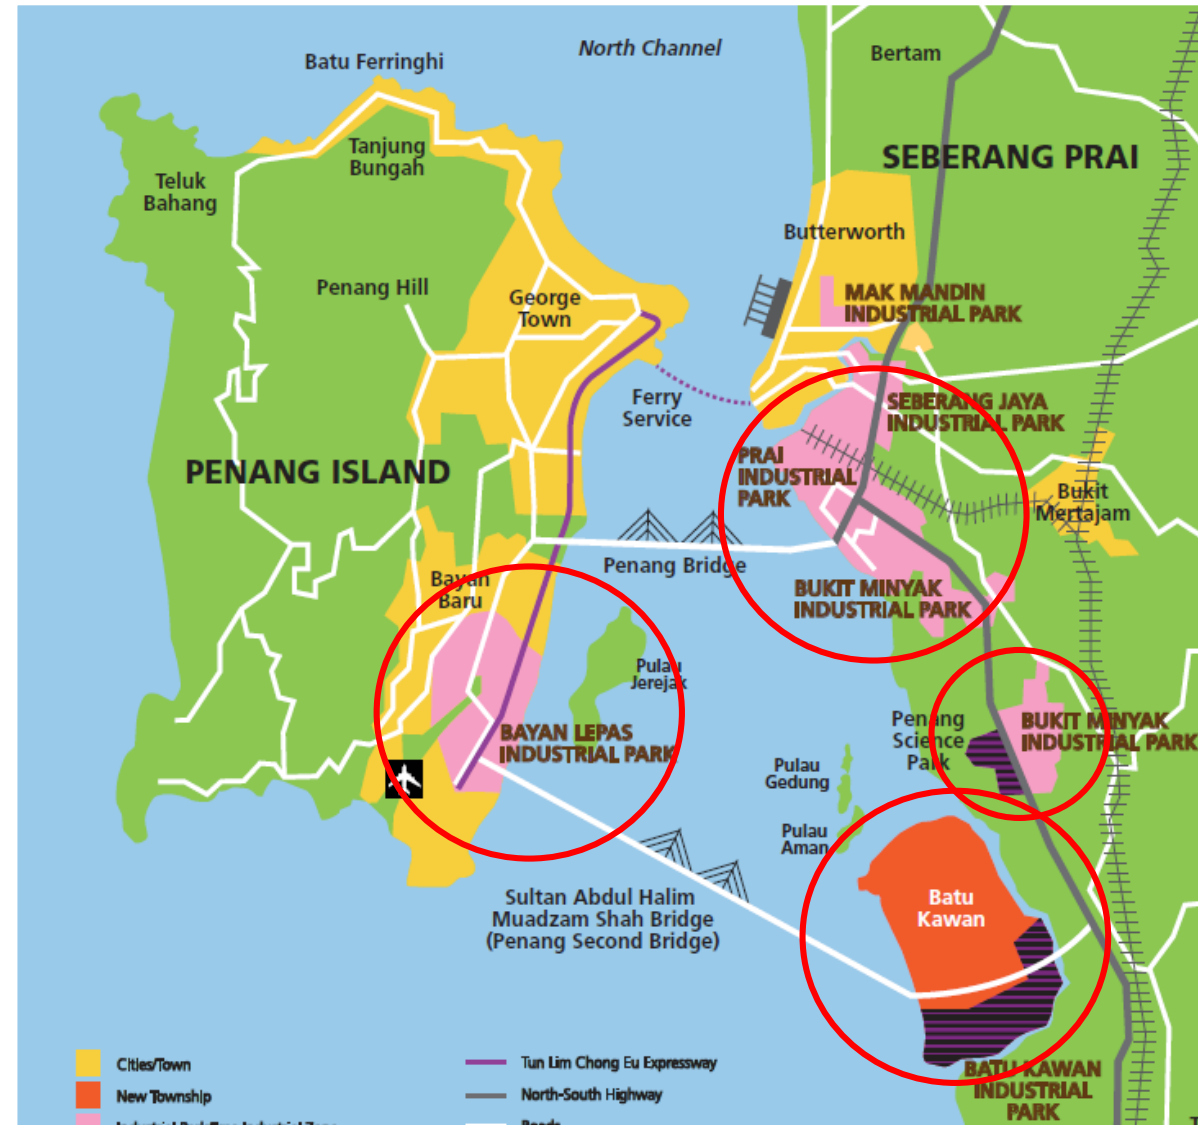 North Channel
Batu Ferringhi
Bertam
Tanjung
Bungah
SEBERANG PRAI
Teluk
Bahang
Butterworth
Penang Hill
George
Town
MAK MANDIN
INDUSTRIAL PARK
Ferry
Service
SEBERANG JAYA
INDUSTRIAL PARK
PENANG ISLAND
PRAI
INDUSTRIAL
PARK
Bukit
Mertajam
Penang Bridge
Bayan
Baru
BUKIT MINYAK
INDUSTRIAL PARK
Pulau
Jerejak
BAYAN LEPAS
INDUSTRIAL PARK
Penang
Science
Park
BUKIT MINYAK
INDUSTRIAL PARK
Pulau
Gedung
Pulau
Aman
Sultan Abdul Halim
Muadzam Shah Bridge
(Penang Second Bridge)
Batu
Kawan
BATU KAWAN
INDUSTRIAL
PARK
Cities/Town
New Township
Tun Lim Chong Eu Expressway
North-South Highway
Roads